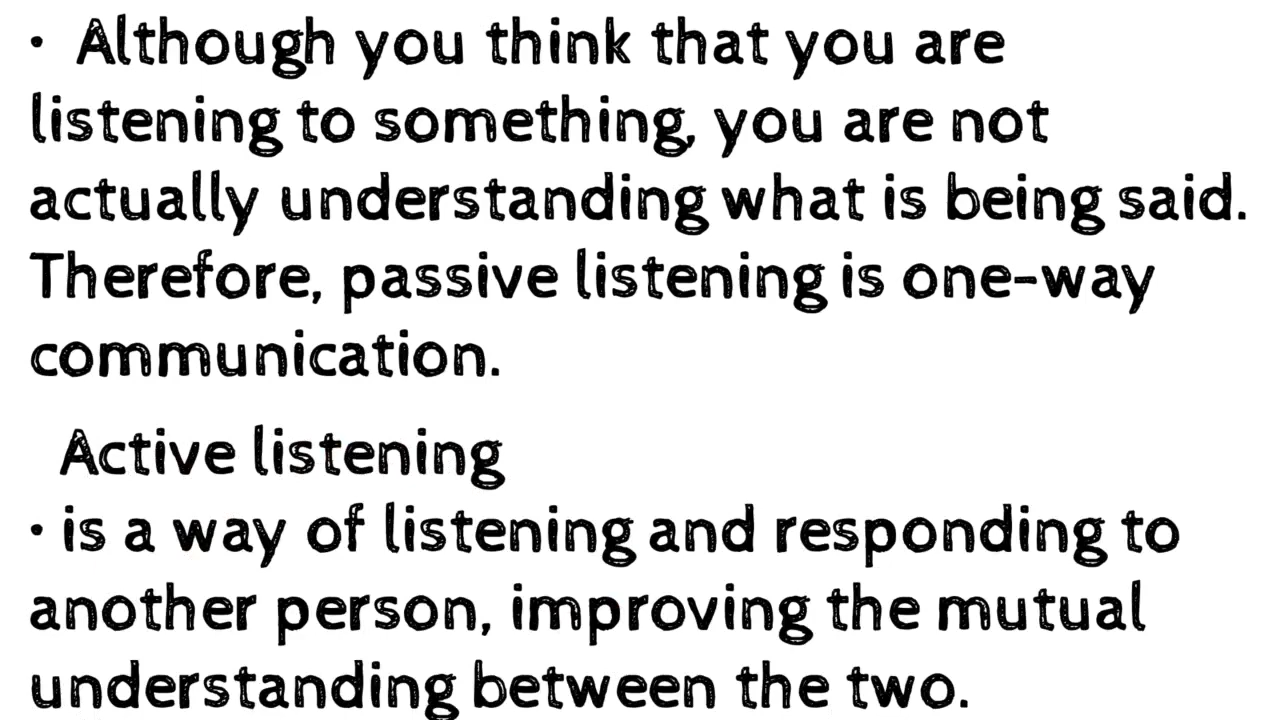 • Although you think that you are
listening to something, you are not
actually understanding what is being said.
Therefore, passive listening is one-way
communication.
Active listening
• is a way of listening and responding to
another person, improving the mutual
understanding between the two.